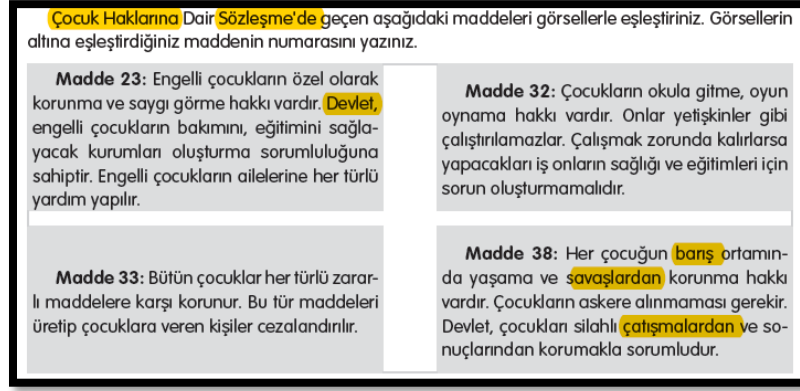 Çocuk Haklarına Dair Sözleşme'de geçen aşağıdaki maddeleri görsellerle eşleştiriniz. Görsellerin
altına eşleştirdiğiniz maddenin numarasını yazınız.
Madde 23: Engelli çocukların özel olarak
korunma ve saygı görme hakkı vardır. Devlet,
engelli çocukların bakımını, eğitimini sağla-
yacak kurumları oluşturma sorumluluğuna
sahiptir. Engelli çocukların ailelerine her türlü
yardım yapılır.
Madde 32: Çocukların okula gitme, oyun
oynama hakkı vardır. Onlar yetişkinler gibi
çalıştırılamazlar. Çalışmak zorunda kalırlarsa
yapacakları iş onların sağlığı ve eğitimleri için
sorun oluşturmamalıdır.
Madde 33: Bütün çocuklar her türlü zarar-
lı maddelere karşı korunur. Bu tür maddeleri
üretip çocuklara veren kişiler cezalandırılır.
Madde 38: Her çocuğun barış ortamın-
da yaşama ve savaşlardan korunma hakkı
vardır. Çocukların askere alınmaması gerekir.
Devlet, çocukları silahlı çatışmalardan ve so-
nuçlarından korumakla sorumludur.